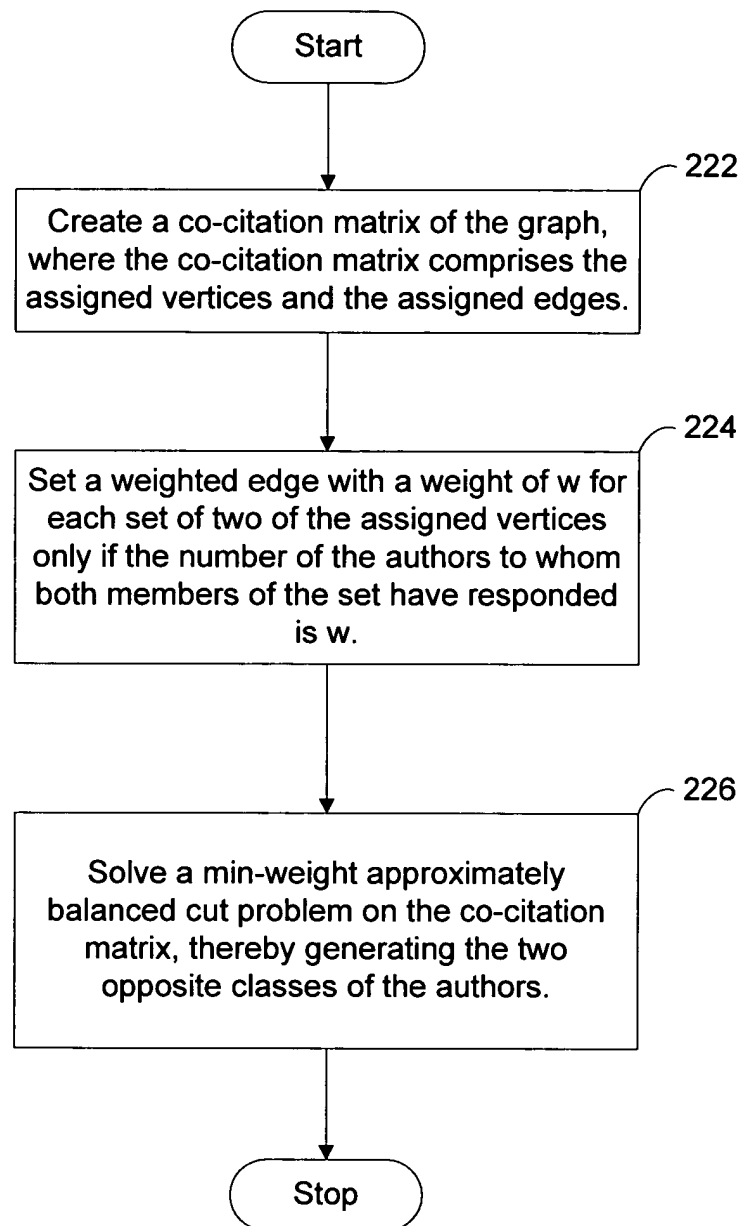 Start
222
Create a co-citation matrix of the graph,
where the co-citation matrix comprises the
assigned vertices and the assigned edges.
224
Set a weighted edge with a weight of w for
each set of two of the assigned vertices
only if the number of the authors to whom
both members of the set have responded
is w.
226
Solve a min-weight approximately
balanced cut problem on the co-citation
matrix, thereby generating the two
opposite classes of the authors.
Stop